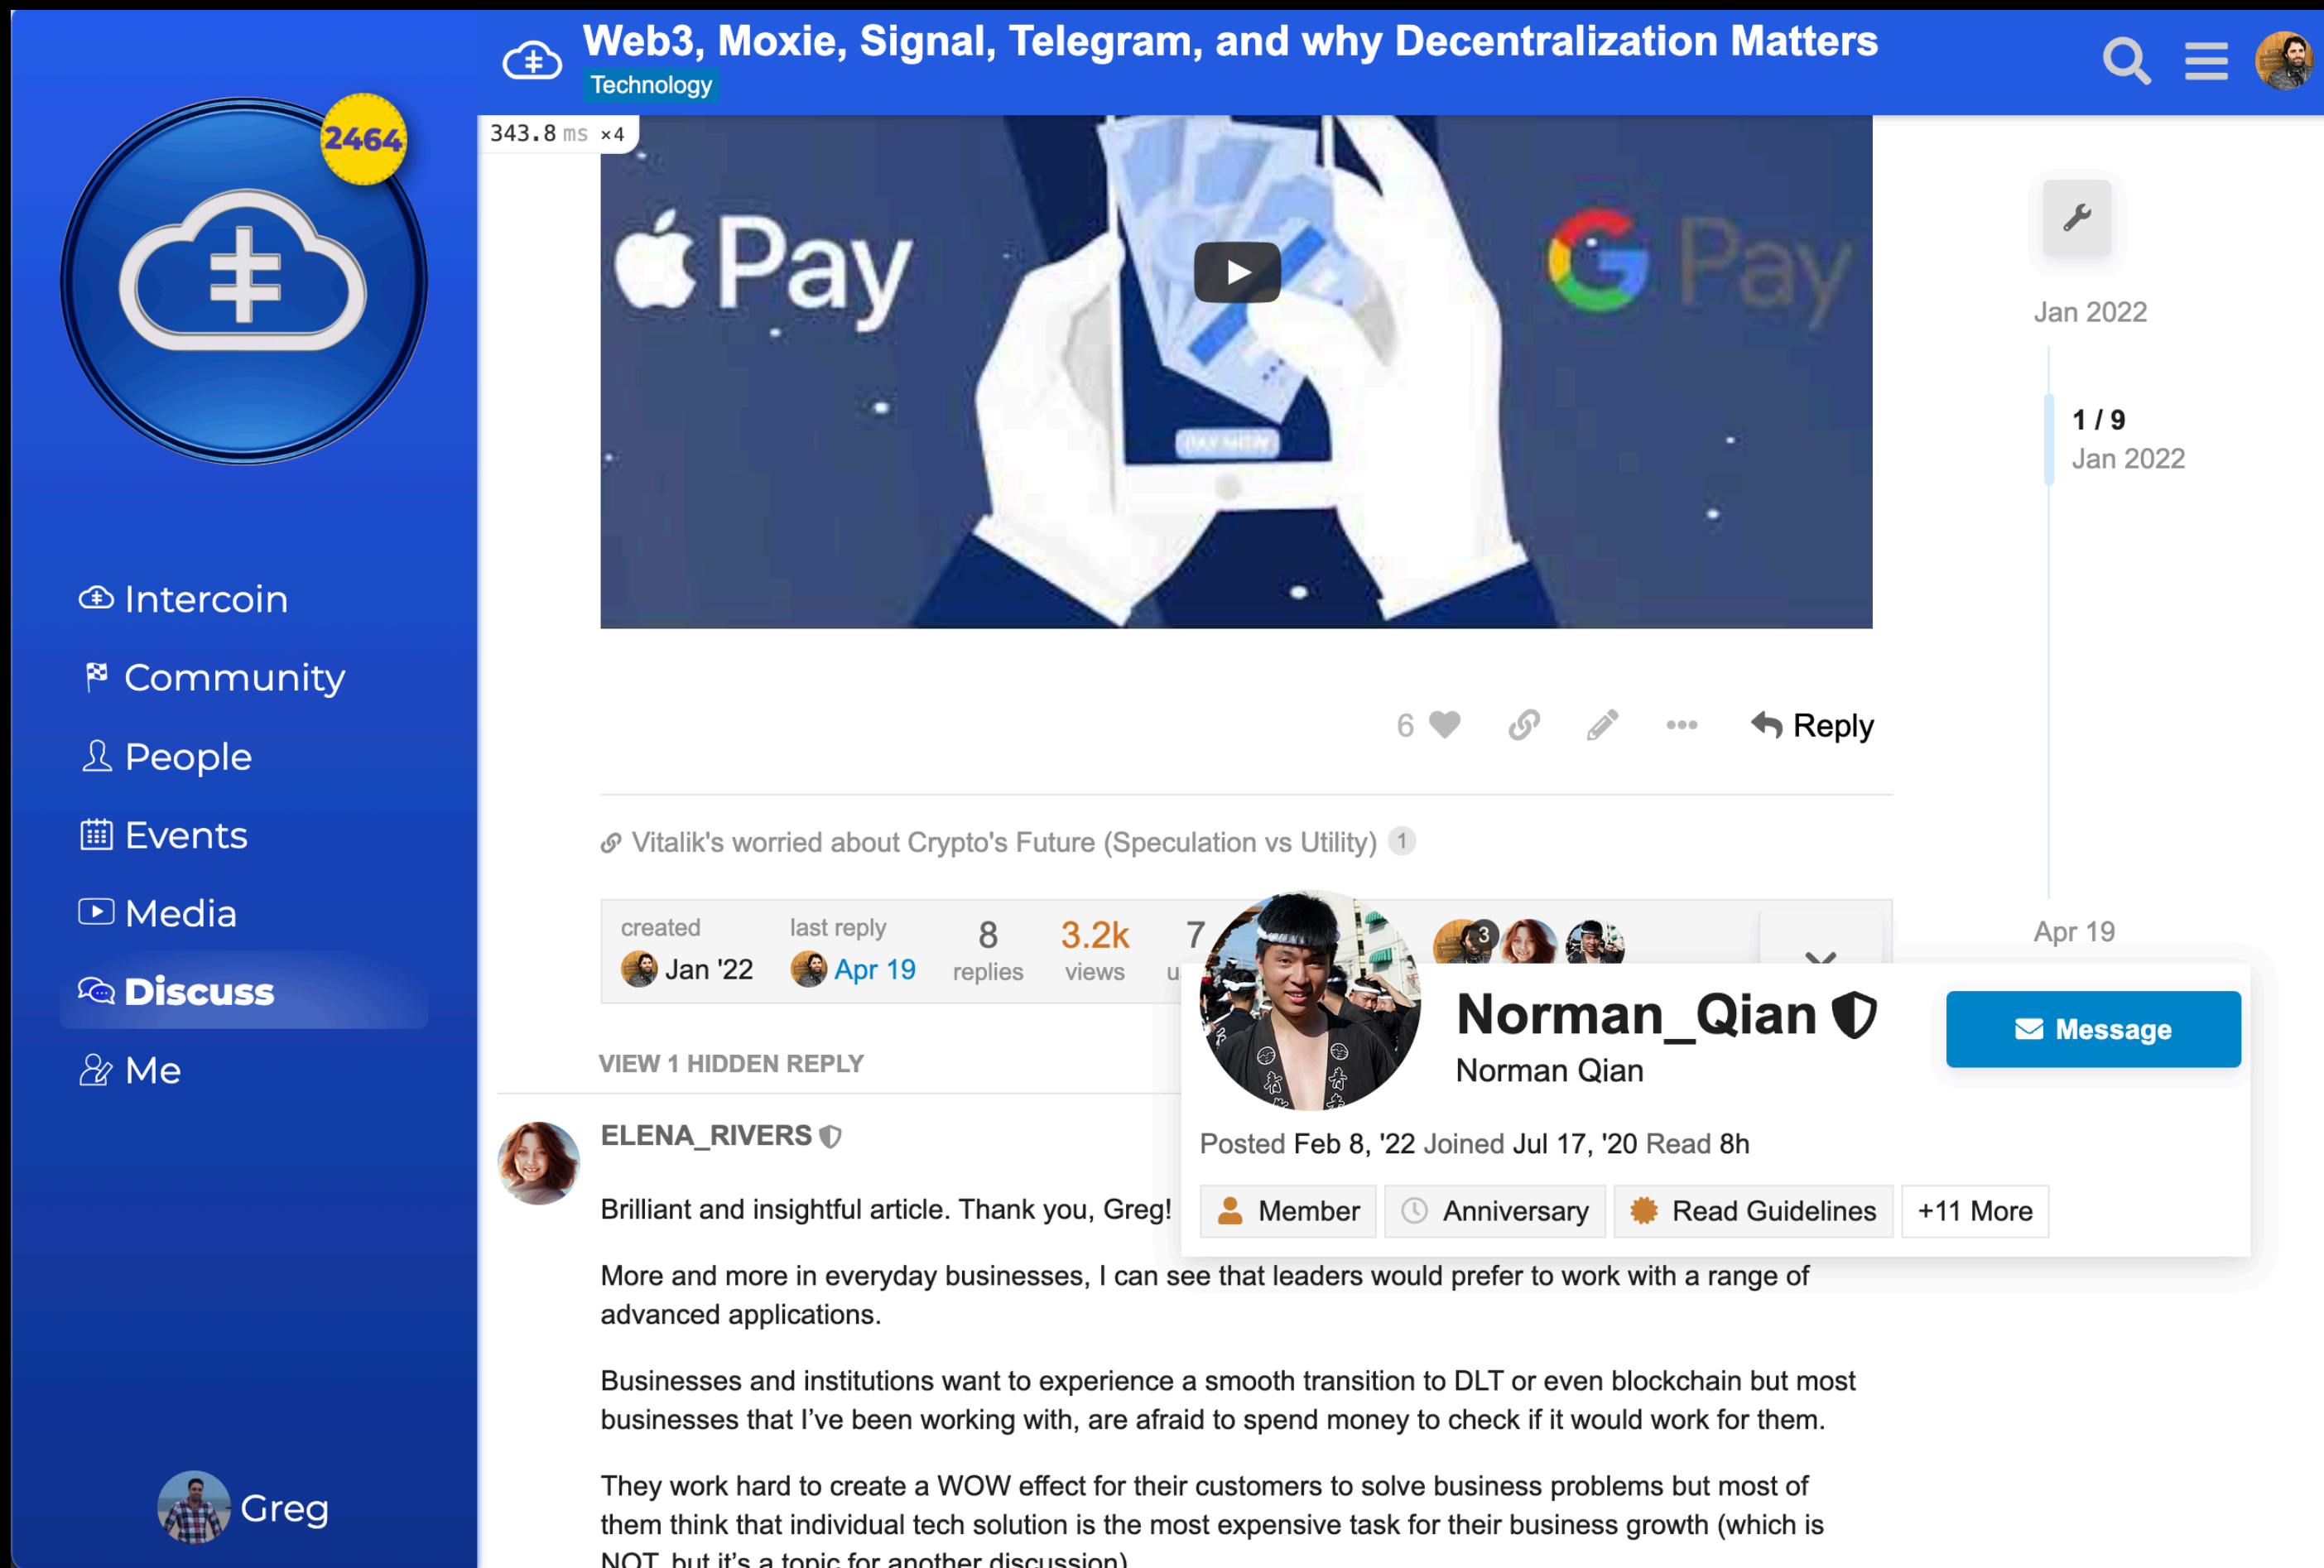 Web3, Moxie, Signal, Telegram, and why Decentralization Matters
Technology
2464
343.8 ms ×4
Pay
G Pay
PAY NOW
Intercoin
Community
People
Events
Media
Discuss
Me
Greg
Jan 2022
1 / 9
Jan 2022
Apr 19
6
Reply
Vitalik's worried about Crypto's Future (Speculation vs Utility) 1
created
Jan '22
last reply
Apr 19
8
replies
3.2k
views
7
3
VIEW 1 HIDDEN REPLY
Norman_Qian
Norman Qian
Message
Posted Feb 8, '22 Joined Jul 17, '20 Read 8h
Member
Anniversary
Read Guidelines
+11 More
ELENA_RIVERS
Brilliant and insightful article. Thank you, Greg!
More and more in everyday businesses, I can see that leaders would prefer to work with a range of
advanced applications.
Businesses and institutions want to experience a smooth transition to DLT or even blockchain but most
businesses that I’ve been working with, are afraid to spend money to check if it would work for them.
They work hard to create a WOW effect for their customers to solve business problems but most of
them think that individual tech solution is the most expensive task for their business growth (which is
NOT, but it’s a topic for another discussion)